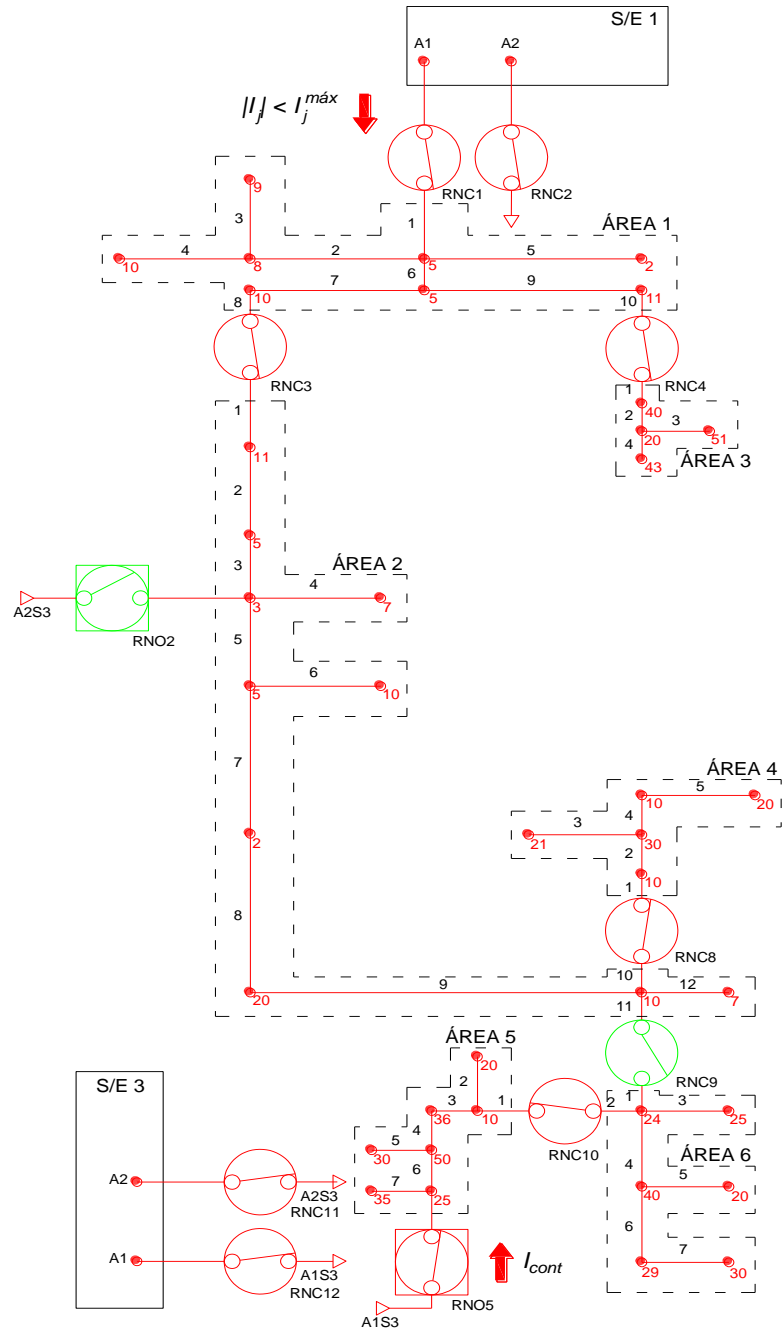 S/E 1
A1 A2
|I_j| < I_j^máx
RNC1 RNC2
9
1 ÁREA 1
3
4 2 5
10 8 5 2
7 6 9
8 10 5 10 11
RNC3 RNC4
1 1 40
2 3
11 4 20 51
43 ÁREA 3
2
5
3 ÁREA 2
4
A2S3 3 7
RNO2
5
6
5 10
7
ÁREA 4
5
10 20
4
3
2 21 30
2
10
8 1
RNC8
10
9 12
20 10 7
11
ÁREA 5
S/E 3 20 RNC9
2 1
3 1 2 3
36 10 24 25
4 RNC10
5 ÁREA 6
30 50 4
A2 6 5
7
A2S3 35 25 40 20
RNC11
6
A1 7
I_cont
A1S3 29 30
RNC12 RNO5
A1S3